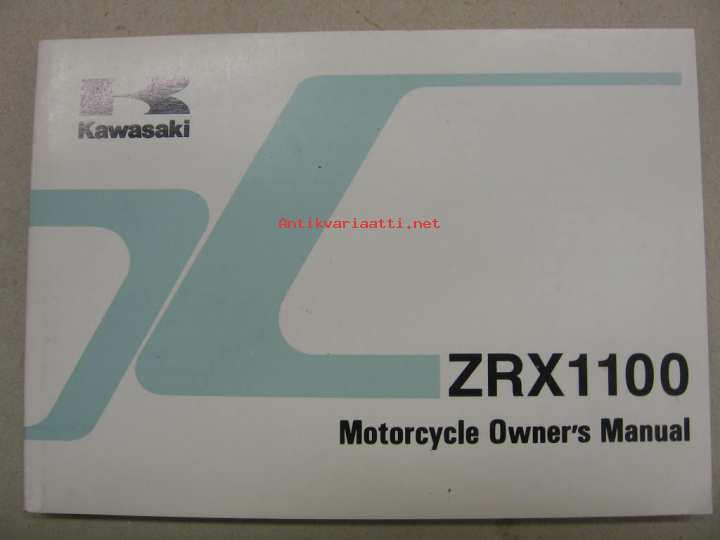 Kawasaki
Antikvariaatti.net
ZRX1100
Motorcycle Owner's Manual